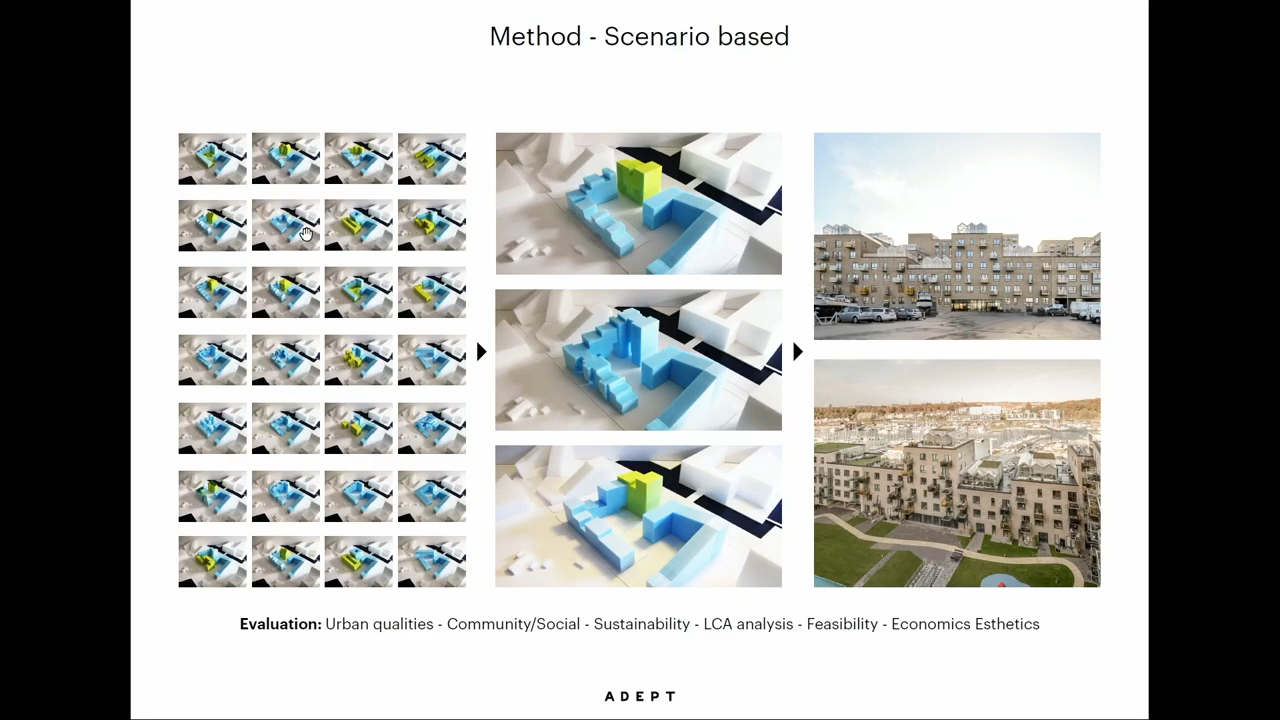 Method - Scenario based
Evaluation: Urban qualities - Community/Social - Sustainability - LCA analysis - Feasibility - Economics Esthetics
ADEPT